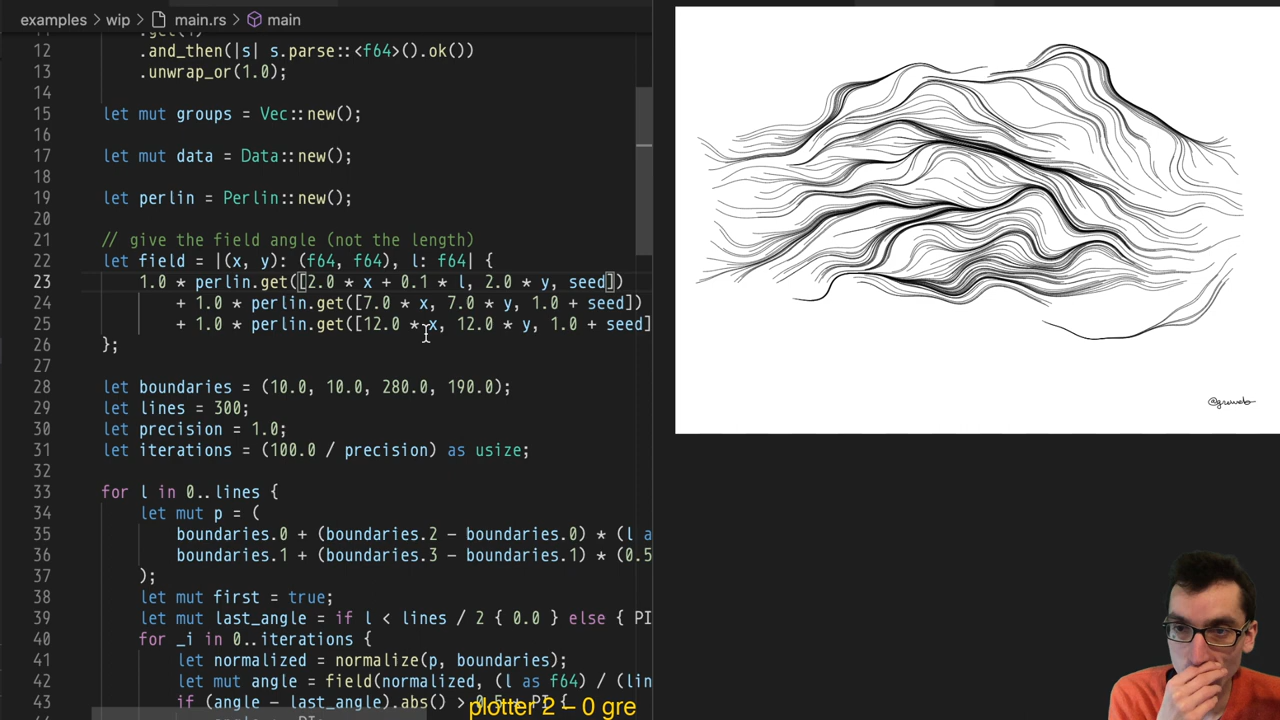 examples › wip › main.rs › main
12 .and_then(|s| s.parse::<f64>().ok())
13 .unwrap_or(1.0);
14
15 let mut groups = Vec::new();
16
17 let mut data = Data::new();
18
19 let perlin = Perlin::new();
20
21 // give the field angle (not the length)
22 let field = |(x, y): (f64, f64), l: f64| {
23 1.0 * perlin.get([2.0 * x + 0.1 * l, 2.0 * y, seed])
24 + 1.0 * perlin.get([7.0 * x, 7.0 * y, 1.0 + seed])
25 + 1.0 * perlin.get([12.0 * x, 12.0 * y, 1.0 + seed]
26 };
27
28 let boundaries = (10.0, 10.0, 280.0, 190.0);
29 let lines = 300;
30 let precision = 1.0;
31 let iterations = (100.0 / precision) as usize;
32
33 for l in 0..lines {
34 let mut p = (
35 boundaries.0 + (boundaries.2 - boundaries.0) * (l a
36 boundaries.1 + (boundaries.3 - boundaries.1) * (0.5
37 );
38 let mut first = true;
39 let mut last_angle = if l < lines / 2 { 0.0 } else { PI
40 for _i in 0..iterations {
41 let normalized = normalize(p, boundaries);
42 let mut angle = field(normalized, (l as f64) / (lin
43 if (angle - last_angle).abs() > 0.5 * PI {
plotter 2 – 0 gre
@greweb